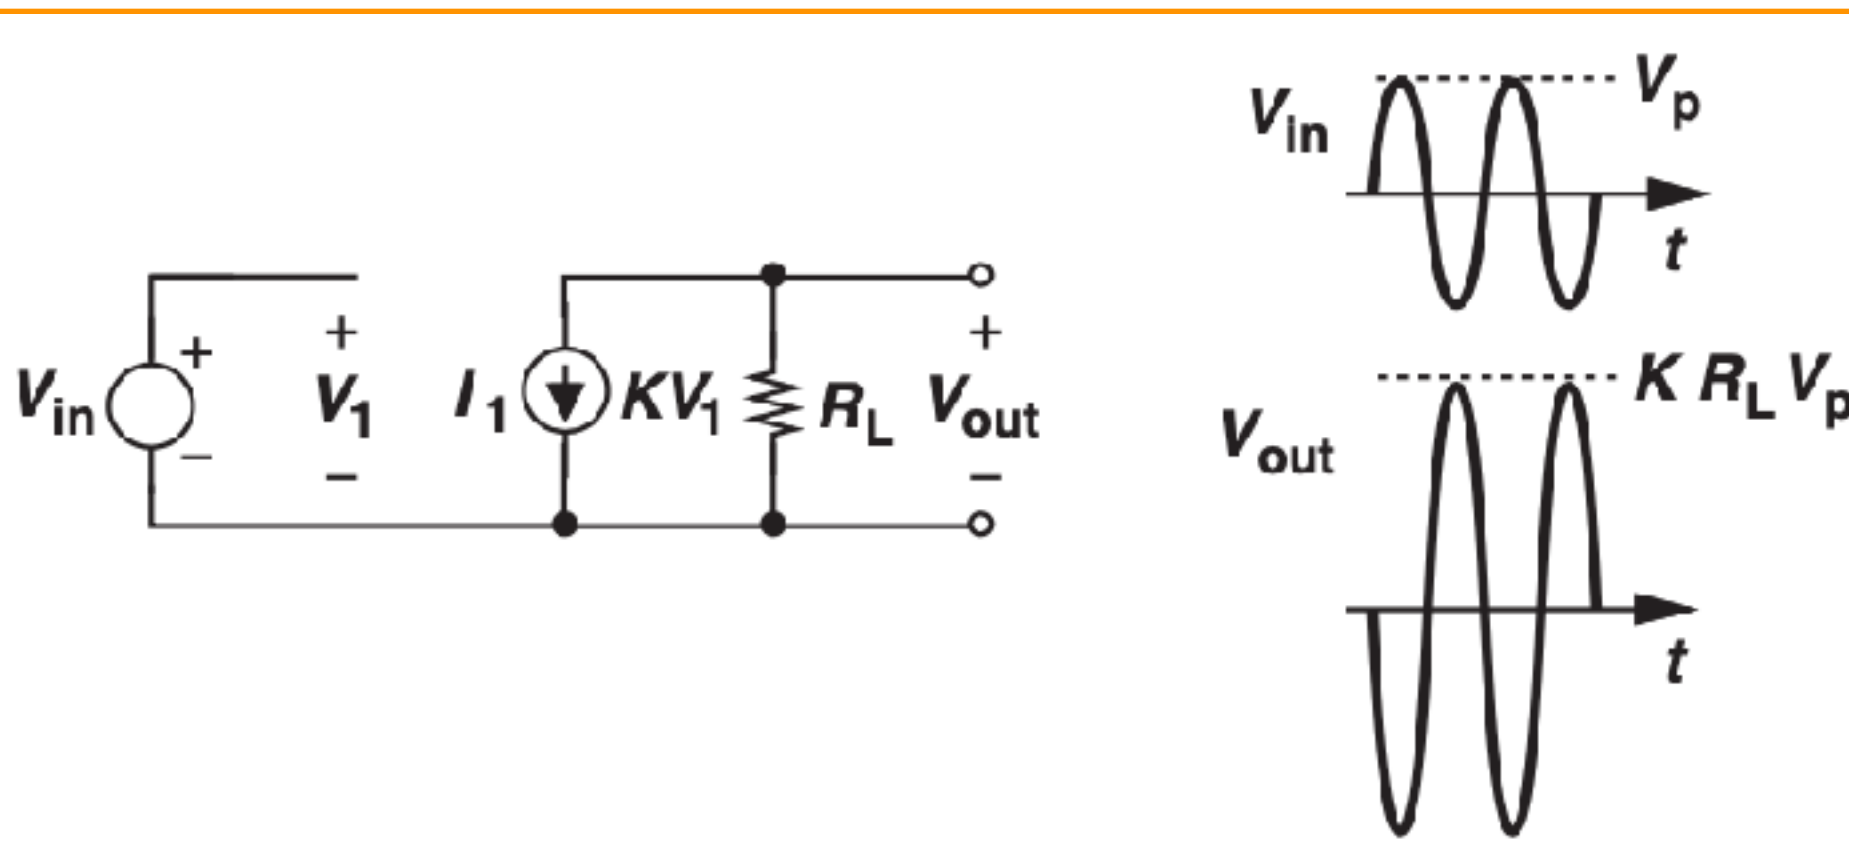 V_in
+
−
+
V_1
−
I_1
KV_1
R_L
+
V_out
−
V_in
V_p
t
V_out
K R_L V_p
t